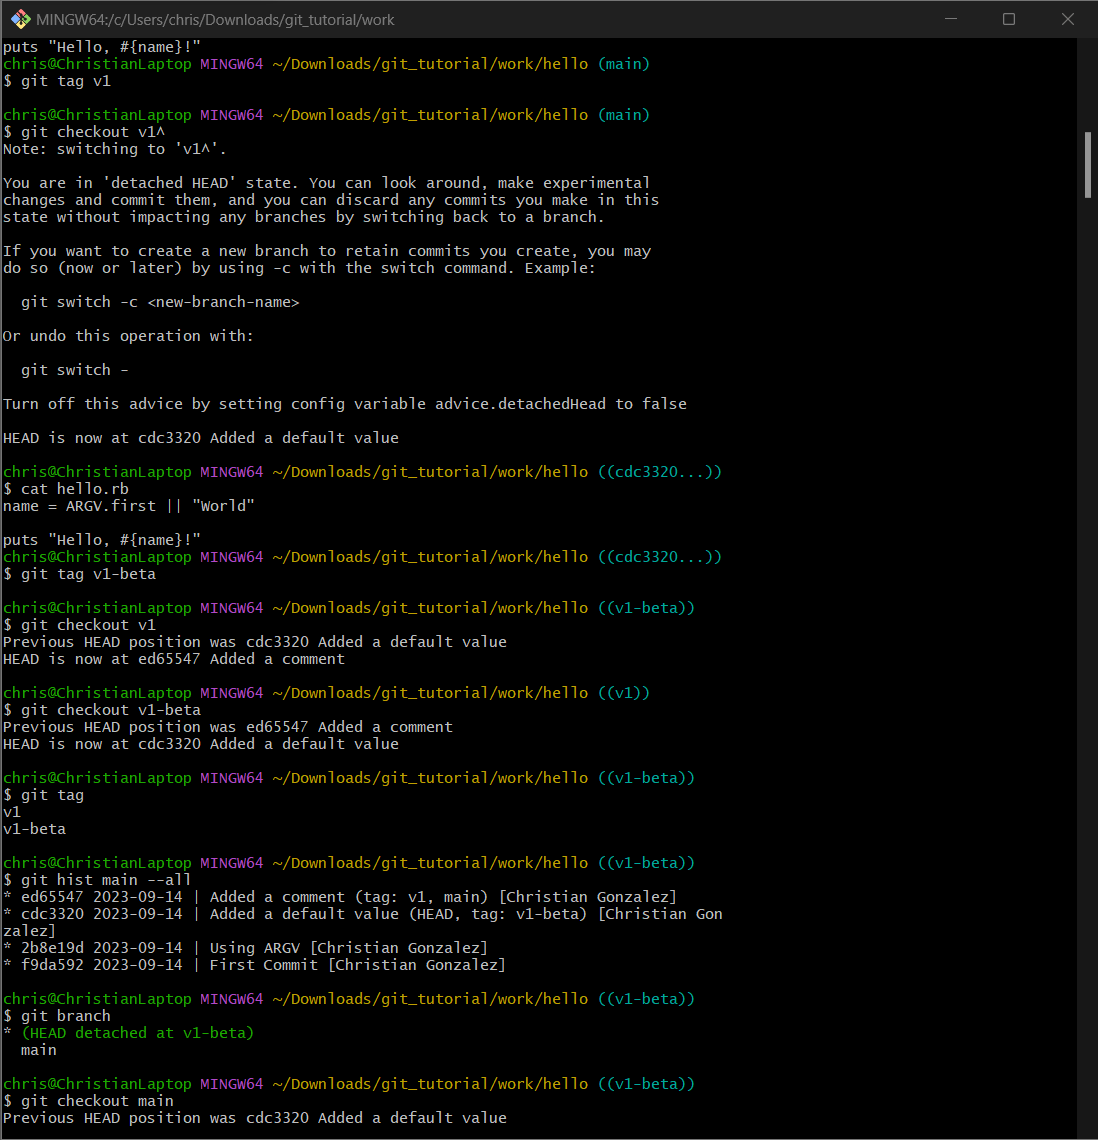 MINGW64:/c/Users/chris/Downloads/git_tutorial/work
puts "Hello, #{name}!"
chris@ChristianLaptop MINGW64 ~/Downloads/git_tutorial/work/hello (main)
$ git tag v1
chris@ChristianLaptop MINGW64 ~/Downloads/git_tutorial/work/hello (main)
$ git checkout v1^
Note: switching to 'v1^'.
You are in 'detached HEAD' state. You can look around, make experimental
changes and commit them, and you can discard any commits you make in this
state without impacting any branches by switching back to a branch.
If you want to create a new branch to retain commits you create, you may
do so (now or later) by using -c with the switch command. Example:
git switch -c <new-branch-name>
Or undo this operation with:
git switch -
Turn off this advice by setting config variable advice.detachedHead to false
HEAD is now at cdc3320 Added a default value
chris@ChristianLaptop MINGW64 ~/Downloads/git_tutorial/work/hello ((cdc3320...))
$ cat hello.rb
name = ARGV.first || "World"
puts "Hello, #{name}!"
chris@ChristianLaptop MINGW64 ~/Downloads/git_tutorial/work/hello ((cdc3320...))
$ git tag v1-beta
chris@ChristianLaptop MINGW64 ~/Downloads/git_tutorial/work/hello ((v1-beta))
$ git checkout v1
Previous HEAD position was cdc3320 Added a default value
HEAD is now at ed65547 Added a comment
chris@ChristianLaptop MINGW64 ~/Downloads/git_tutorial/work/hello ((v1))
$ git checkout v1-beta
Previous HEAD position was ed65547 Added a comment
HEAD is now at cdc3320 Added a default value
chris@ChristianLaptop MINGW64 ~/Downloads/git_tutorial/work/hello ((v1-beta))
$ git tag
v1
v1-beta
chris@ChristianLaptop MINGW64 ~/Downloads/git_tutorial/work/hello ((v1-beta))
$ git hist main --all
* ed65547 2023-09-14 | Added a comment (tag: v1, main) [Christian Gonzalez]
* cdc3320 2023-09-14 | Added a default value (HEAD, tag: v1-beta) [Christian Gon
zalez]
* 2b8e19d 2023-09-14 | Using ARGV [Christian Gonzalez]
* f9da592 2023-09-14 | First Commit [Christian Gonzalez]
chris@ChristianLaptop MINGW64 ~/Downloads/git_tutorial/work/hello ((v1-beta))
$ git branch
* (HEAD detached at v1-beta)
main
chris@ChristianLaptop MINGW64 ~/Downloads/git_tutorial/work/hello ((v1-beta))
$ git checkout main
Previous HEAD position was cdc3320 Added a default value